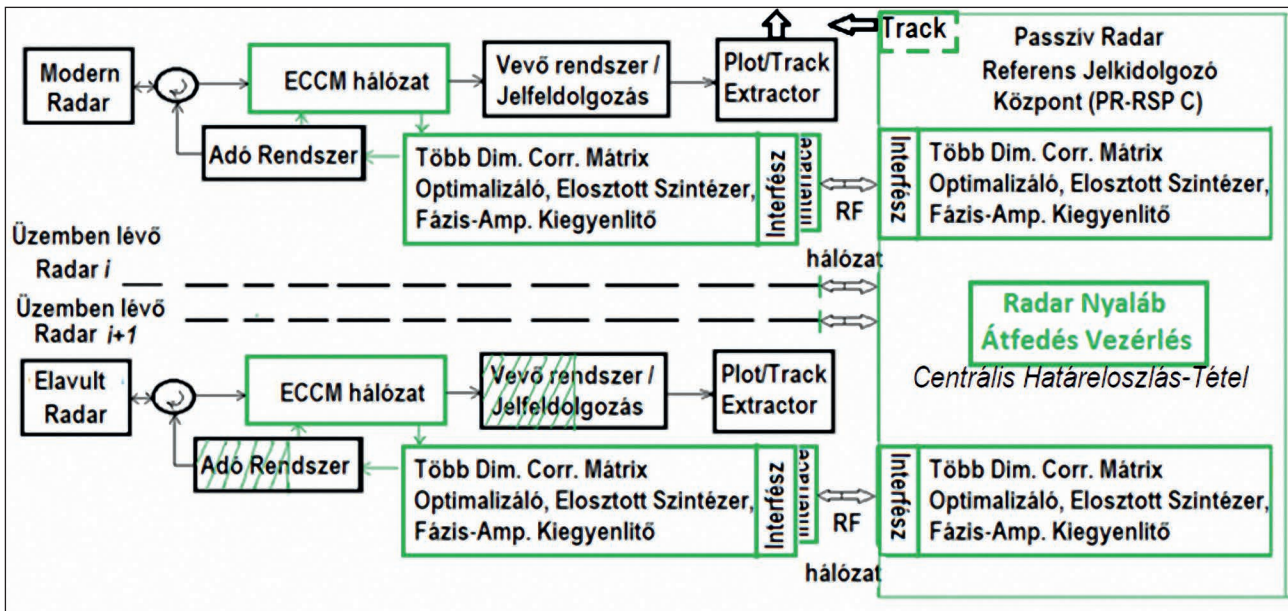 Modern
Radar
ECCM hálózat
Vevő rendszer /
Jelfeldolgozás
Plot/Track
Extractor
Track
Passzív Radar
Referens Jelkidolgozó
Központ (PR-RSP C)
Adó Rendszer
Több Dim. Corr. Mátrix
Optimalizáló, Elosztott Szintézer,
Fázis-Amp. Kiegyenlítő
Interfész
RF
hálózat
Interfész
Több Dim. Corr. Mátrix
Optimalizáló, Elosztott Szintézer,
Fázis-Amp. Kiegyenlítő
Üzemben lévő
Radar i
Üzemben lévő
Radar i+1
Radar Nyaláb
Átfedés Vezérlés
Centrális Határeloszlás-Tétel
Elavult
Radar
ECCM hálózat
Vevő rendszer /
Jelfeldolgozás
Plot/Track
Extractor
Adó Rendszer
Több Dim. Corr. Mátrix
Optimalizáló, Elosztott Szintézer,
Fázis-Amp. Kiegyenlítő
Interfész
RF
hálózat
Interfész
Több Dim. Corr. Mátrix
Optimalizáló, Elosztott Szintézer,
Fázis-Amp. Kiegyenlítő